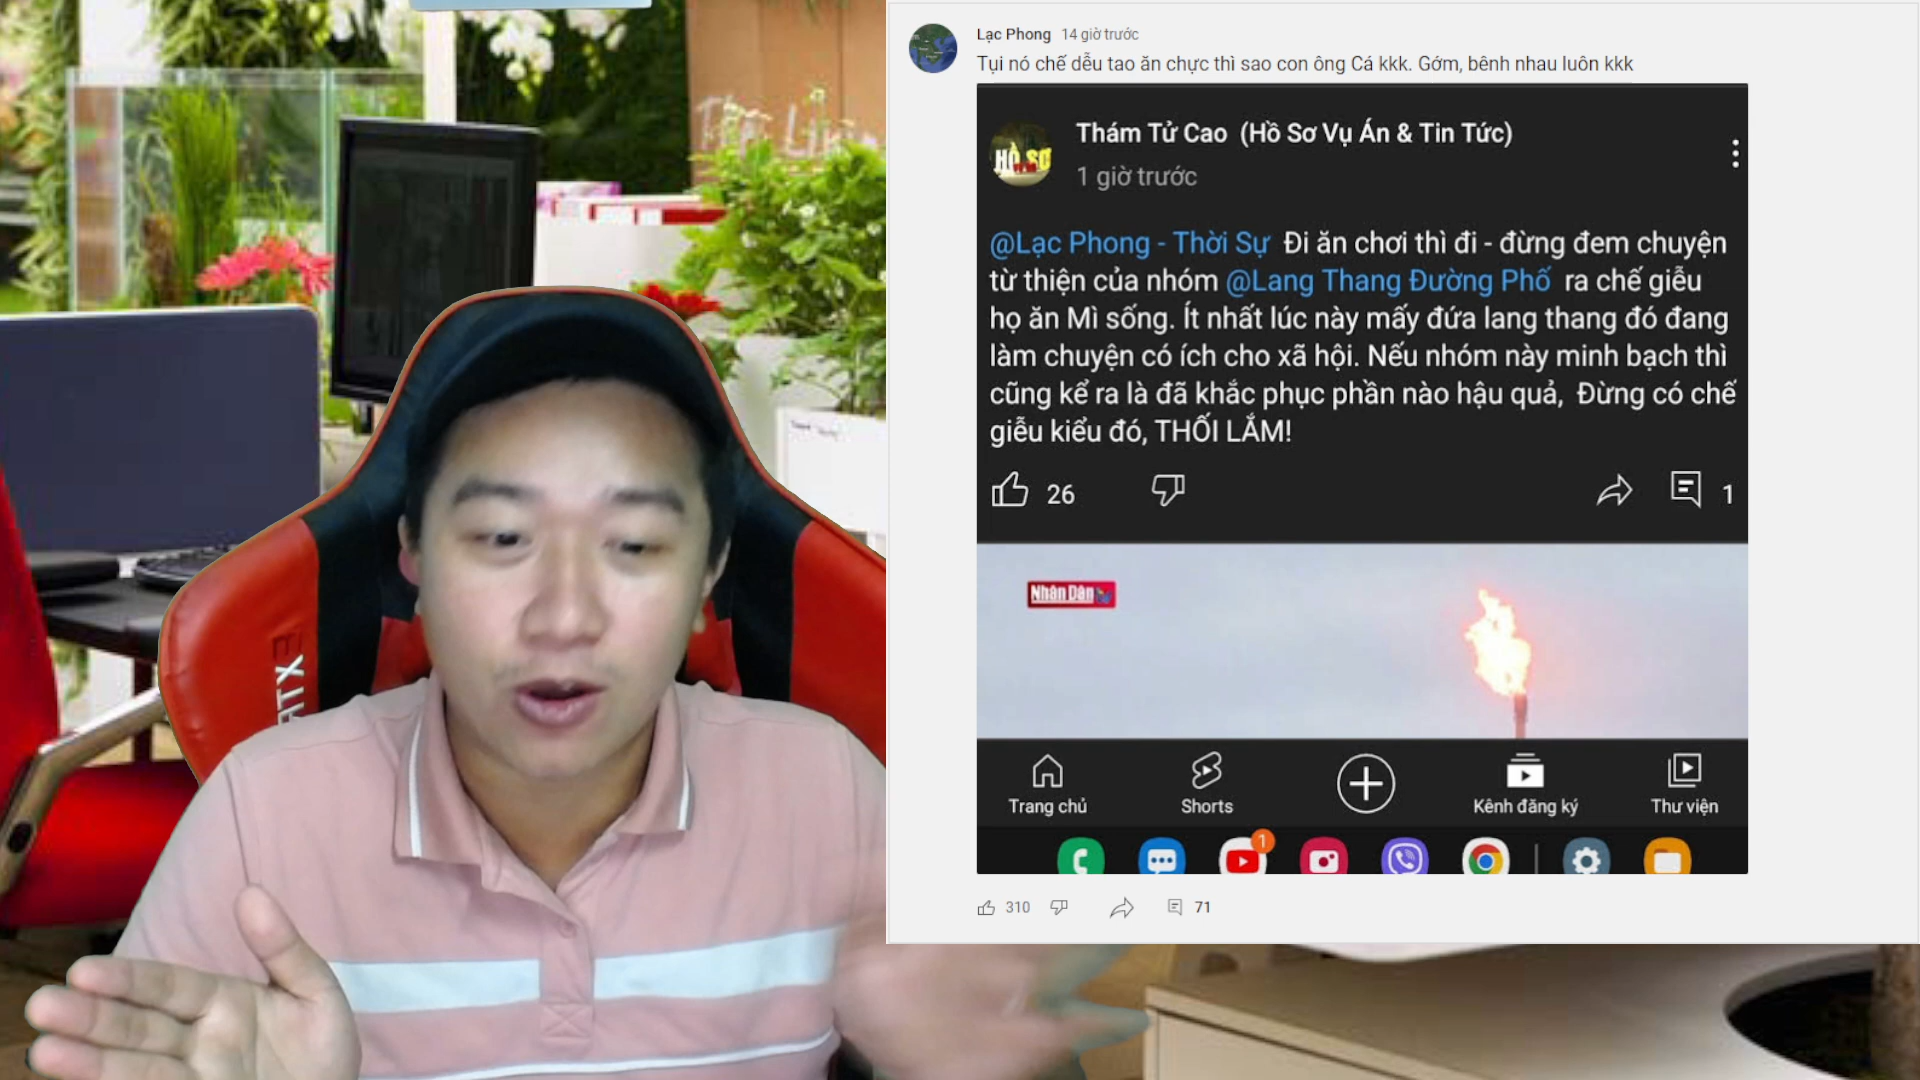 Lạc Phong 14 giờ trước
Tụi nó chế dễu tao ăn chực thì sao con ông Cá kkk. Gớm, bênh nhau luôn kkk
HỒ SƠ
Thám Tử Cao (Hồ Sơ Vụ Án & Tin Tức)
1 giờ trước
@Lạc Phong - Thời Sự Đi ăn chơi thì đi - đừng đem chuyện
từ thiện của nhóm @Lang Thang Đường Phố ra chế giễu
họ ăn Mì sống. Ít nhất lúc này mấy đứa lang thang đó đang
làm chuyện có ích cho xã hội. Nếu nhóm này minh bạch thì
cũng kể ra là đã khắc phục phần nào hậu quả, Đừng có chế
giễu kiểu đó, THỐI LẮM!
26 1
Nhân Dân
Trang chủ Shorts Kênh đăng ký Thư viện
1
310 71